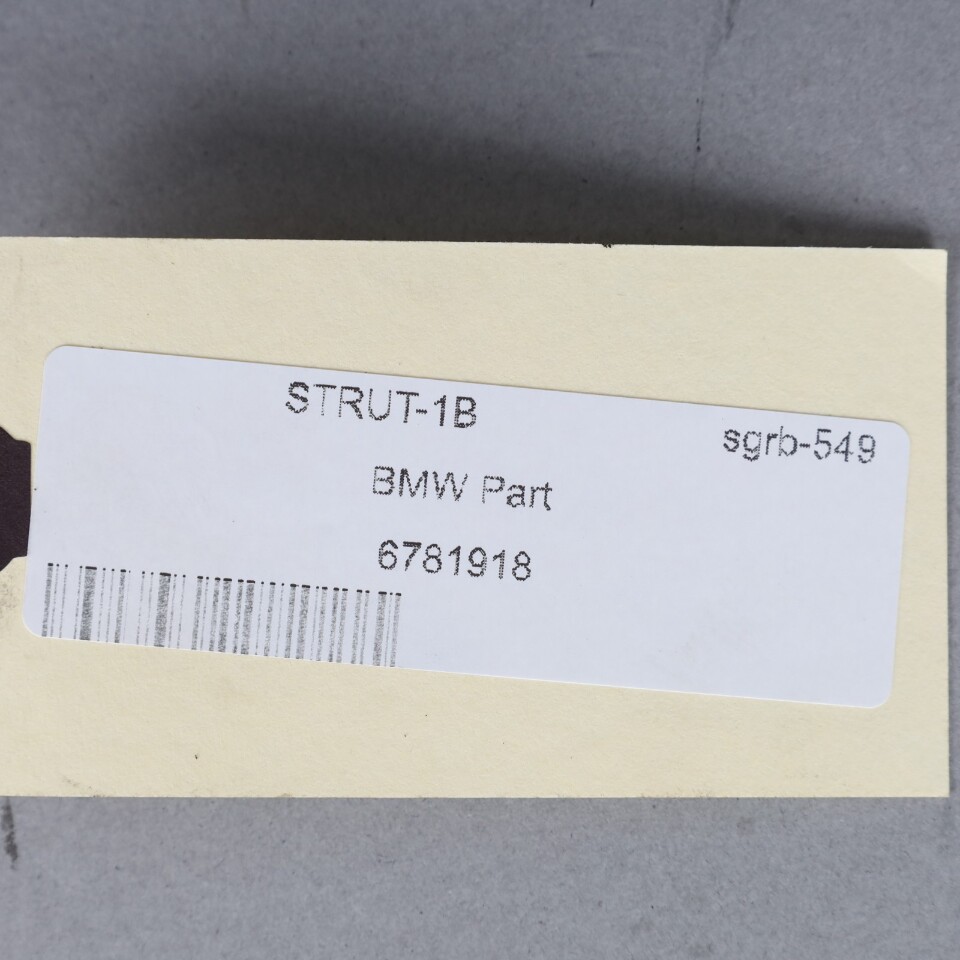 STRUT-1B
sgrb-549
BMW Part
6781918